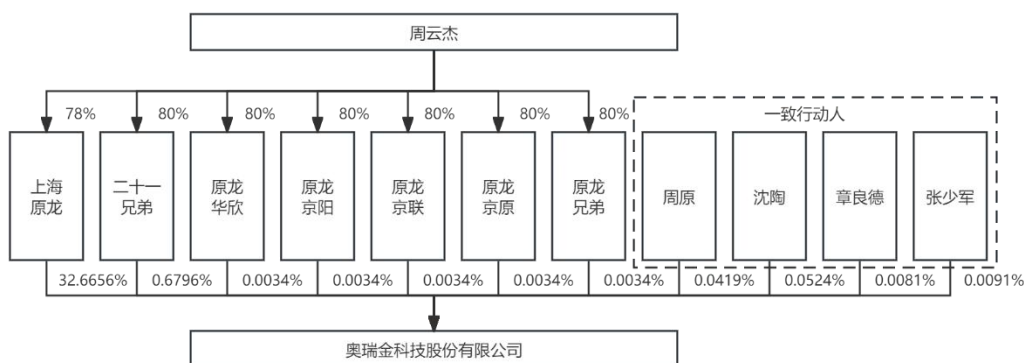 周云杰
78%
80%
80%
80%
80%
80%
80%
一致行动人
上海
原龙
二十一
兄弟
原龙
华欣
原龙
京阳
原龙
京联
原龙
京原
原龙
兄弟
周原
沈陶
章良德
张少军
32.6656%
0.6796%
0.0034%
0.0034%
0.0034%
0.0034%
0.0034%
0.0419%
0.0524%
0.0081%
0.0091%
奥瑞金科技股份有限公司